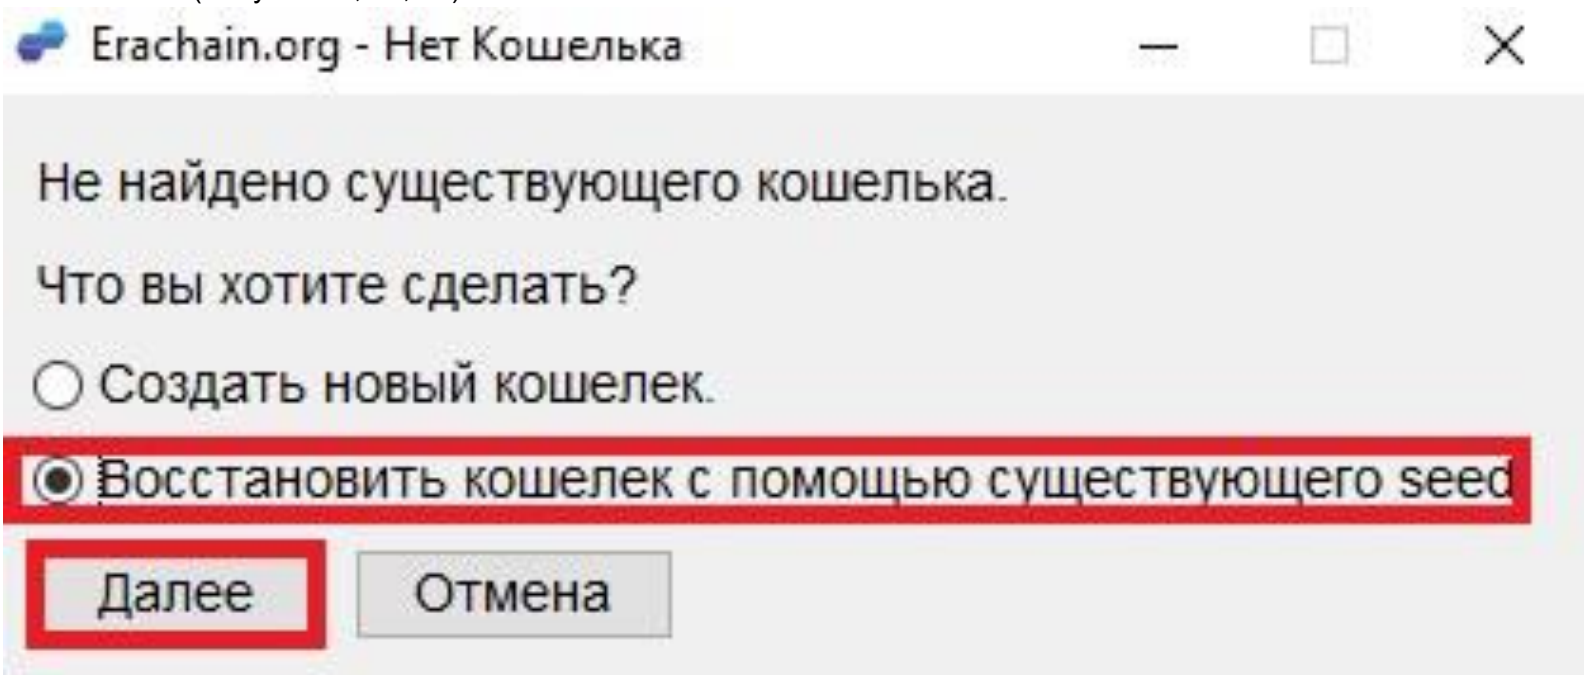 Erachain.org - Нет Кошелька
Не найдено существующего кошелька.
Что вы хотите сделать?
Создать новый кошелек.
Восстановить кошелек с помощью существующего seed
Далее Отмена